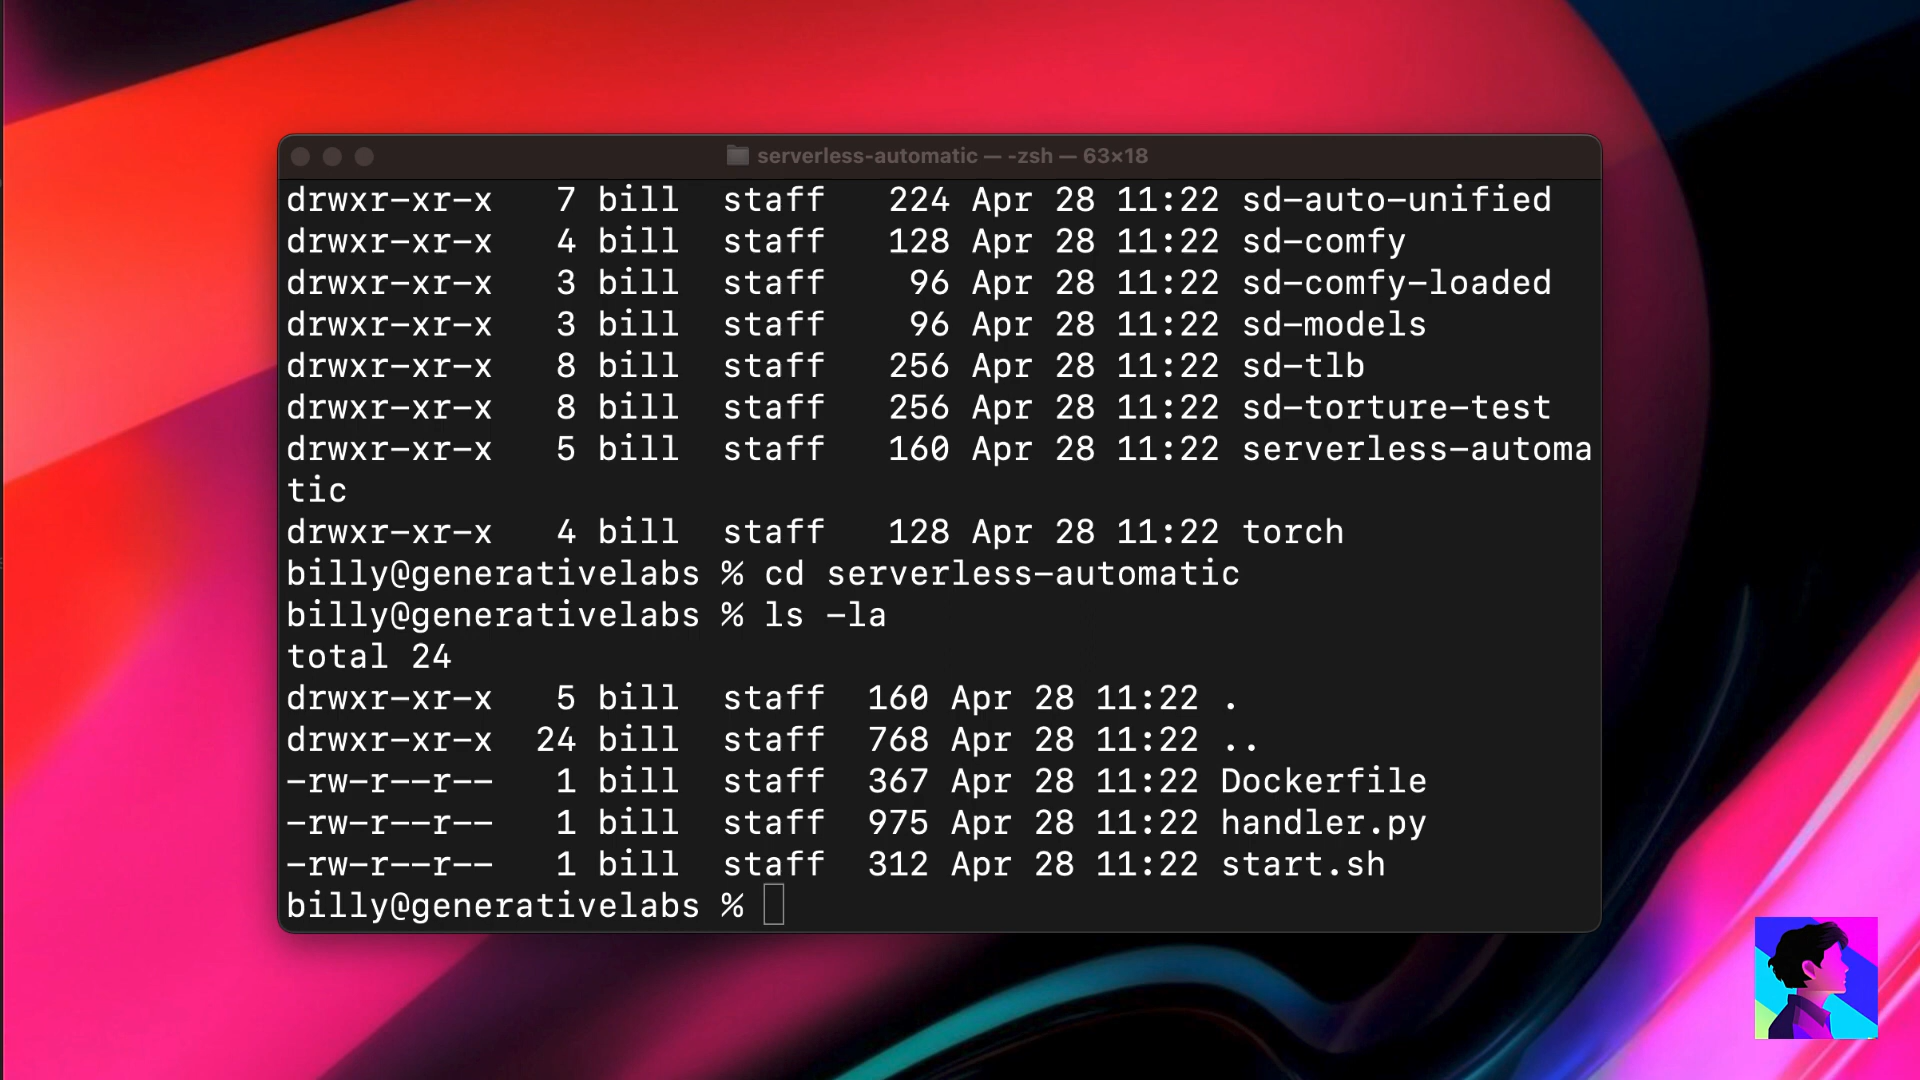 serverless-automatic — -zsh — 63×18
drwxr-xr-x   7 bill  staff   224 Apr 28 11:22 sd-auto-unified
drwxr-xr-x   4 bill  staff   128 Apr 28 11:22 sd-comfy
drwxr-xr-x   3 bill  staff    96 Apr 28 11:22 sd-comfy-loaded
drwxr-xr-x   3 bill  staff    96 Apr 28 11:22 sd-models
drwxr-xr-x   8 bill  staff   256 Apr 28 11:22 sd-tlb
drwxr-xr-x   8 bill  staff   256 Apr 28 11:22 sd-torture-test
drwxr-xr-x   5 bill  staff   160 Apr 28 11:22 serverless-automa
tic
drwxr-xr-x   4 bill  staff   128 Apr 28 11:22 torch
billy@generativelabs % cd serverless-automatic
billy@generativelabs % ls -la
total 24
drwxr-xr-x   5 bill  staff  160 Apr 28 11:22 .
drwxr-xr-x  24 bill  staff  768 Apr 28 11:22 ..
-rw-r--r--   1 bill  staff  367 Apr 28 11:22 Dockerfile
-rw-r--r--   1 bill  staff  975 Apr 28 11:22 handler.py
-rw-r--r--   1 bill  staff  312 Apr 28 11:22 start.sh
billy@generativelabs %